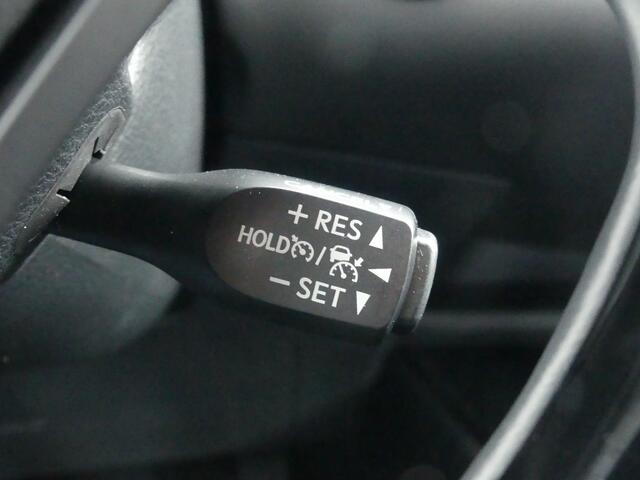 + RES ▲
HOLD / ◀
− SET ▼